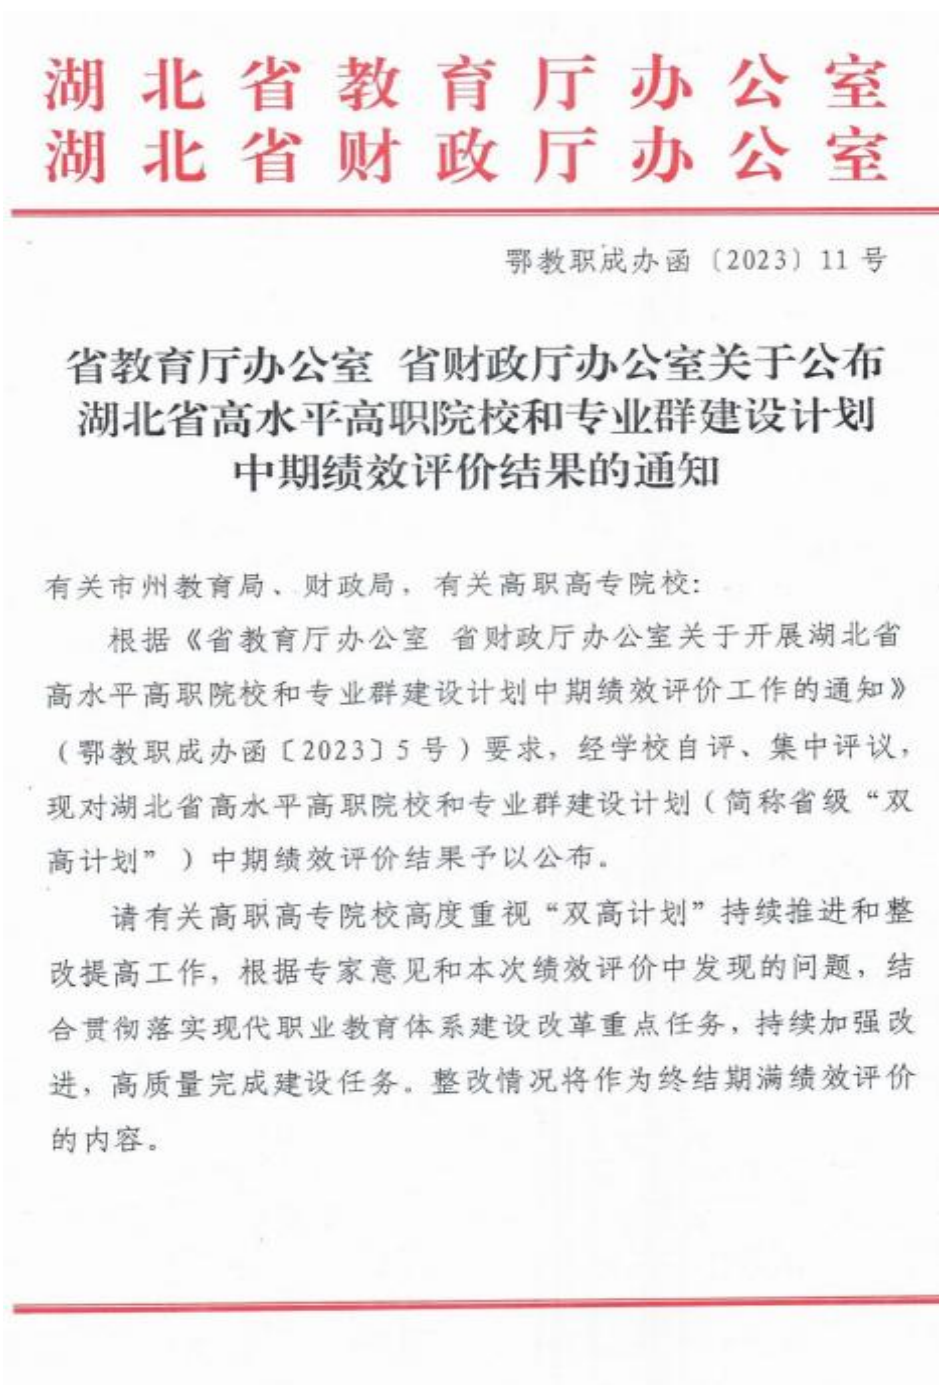 湖北省教育厅办公室
湖北省财政厅办公室
鄂教职成办函〔2023〕11号
省教育厅办公室 省财政厅办公室关于公布
湖北省高水平高职院校和专业群建设计划
中期绩效评价结果的通知
有关市州教育局、财政局，有关高职高专院校:
根据《省教育厅办公室 省财政厅办公室关于开展湖北省
高水平高职院校和专业群建设计划中期绩效评价工作的通知》
（鄂教职成办函〔2023〕5号）要求，经学校自评、集中评议，
现对湖北省高水平高职院校和专业群建设计划（简称省级“双
高计划”）中期绩效评价结果予以公布。
请有关高职高专院校高度重视“双高计划”持续推进和整
改提高工作，根据专家意见和本次绩效评价中发现的问题，结
合贯彻落实现代职业教育体系建设改革重点任务，持续加强改
进，高质量完成建设任务。整改情况将作为终结期满绩效评价
的内容。